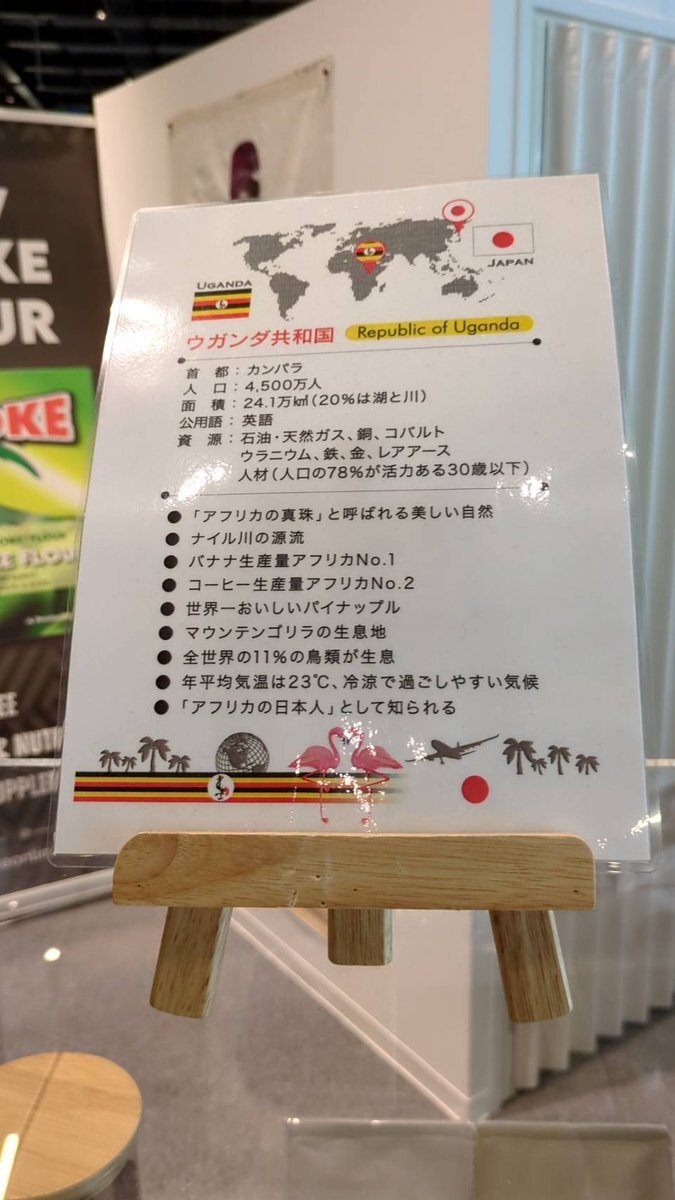 UGANDA
JAPAN
ウガンダ共和国 Republic of Uganda
首 都：カンパラ
人 口：4,500万人
面 積：24.1万㎢（20%は湖と川）
公用語：英語
資 源：石油・天然ガス、銅、コバルト
ウラニウム、鉄、金、レアアース
人材（人口の78%が活力ある30歳以下）
●「アフリカの真珠」と呼ばれる美しい自然
● ナイル川の源流
● バナナ生産量アフリカNo.1
● コーヒー生産量アフリカNo.2
● 世界一おいしいパイナップル
● マウンテンゴリラの生息地
● 全世界の11%の鳥類が生息
● 年平均気温は23℃、冷涼で過ごしやすい気候
●「アフリカの日本人」として知られる